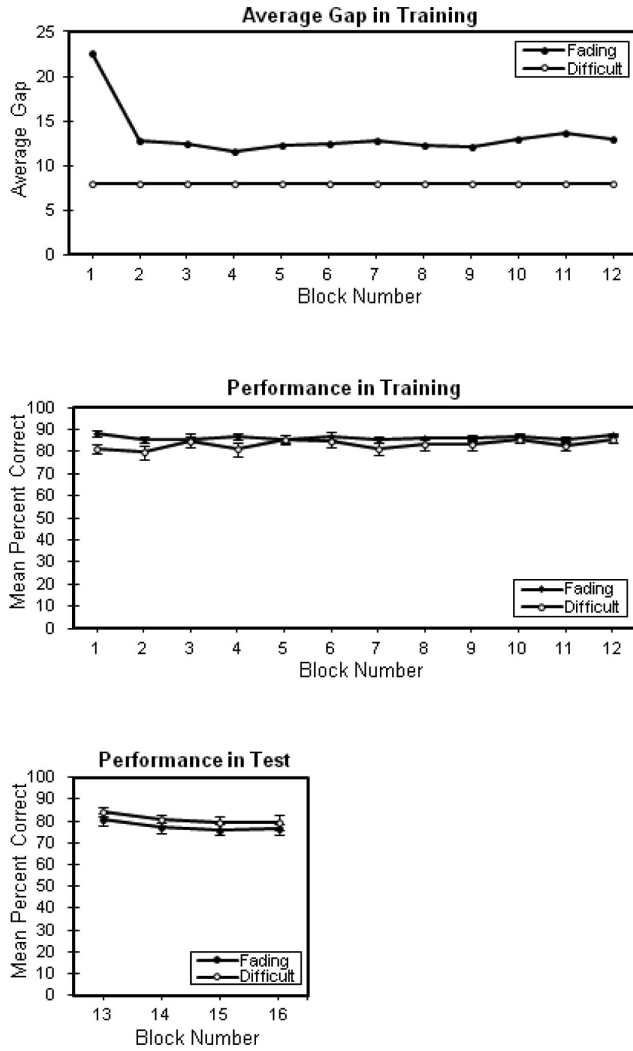 Average Gap in Training
25
20
15
10
5
0
Average Gap
Fading
Difficult
1 2 3 4 5 6 7 8 9 10 11 12
Block Number
Performance in Training
100
90
80
70
60
50
40
30
20
10
0
Mean Percent Correct
Fading
Difficult
1 2 3 4 5 6 7 8 9 10 11 12
Block Number
Performance in Test
100
90
80
70
60
50
40
30
20
10
0
Mean Percent Correct
Fading
Difficult
13 14 15 16
Block Number